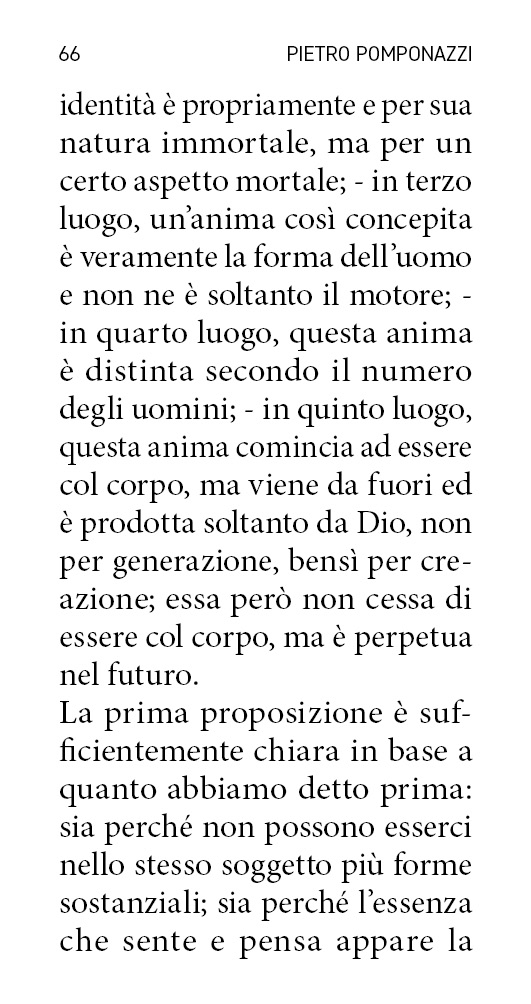 66
PIETRO POMPONAZZI
identità è propriamente e per sua
natura immortale, ma per un
certo aspetto mortale; - in terzo
luogo, un’anima così concepita
è veramente la forma dell’uomo
e non ne è soltanto il motore; -
in quarto luogo, questa anima
è distinta secondo il numero
degli uomini; - in quinto luogo,
questa anima comincia ad essere
col corpo, ma viene da fuori ed
è prodotta soltanto da Dio, non
per generazione, bensì per cre-
azione; essa però non cessa di
essere col corpo, ma è perpetua
nel futuro.
La prima proposizione è suf-
ficientemente chiara in base a
quanto abbiamo detto prima:
sia perché non possono esserci
nello stesso soggetto più forme
sostanziali; sia perché l’essenza
che sente e pensa appare la